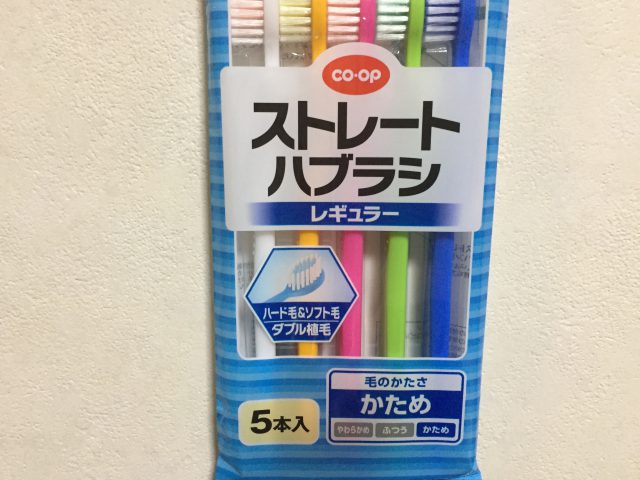 CO·OP
ストレート
ハブラシ
レギュラー
ハード毛&ソフト毛
ダブル植毛
毛のかたさ
かため
やわらかめ ふつう かため
5本入